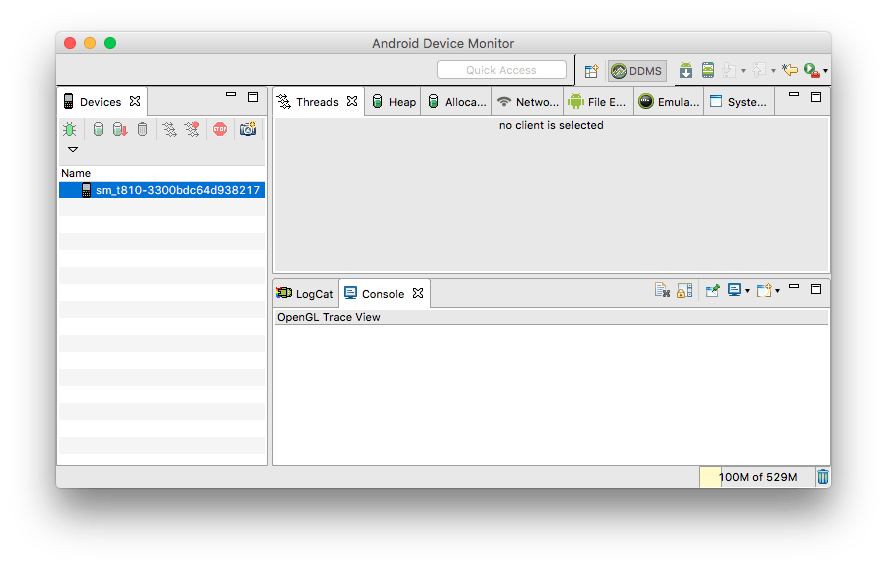 Android Device Monitor
Quick Access
DDMS
Devices
Threads
Heap
Alloca...
Netwo...
File E...
Emula...
Syste...
STOP
no client is selected
Name
sm_t810-3300bdc64d938217
LogCat
Console
OpenGL Trace View
100M of 529M